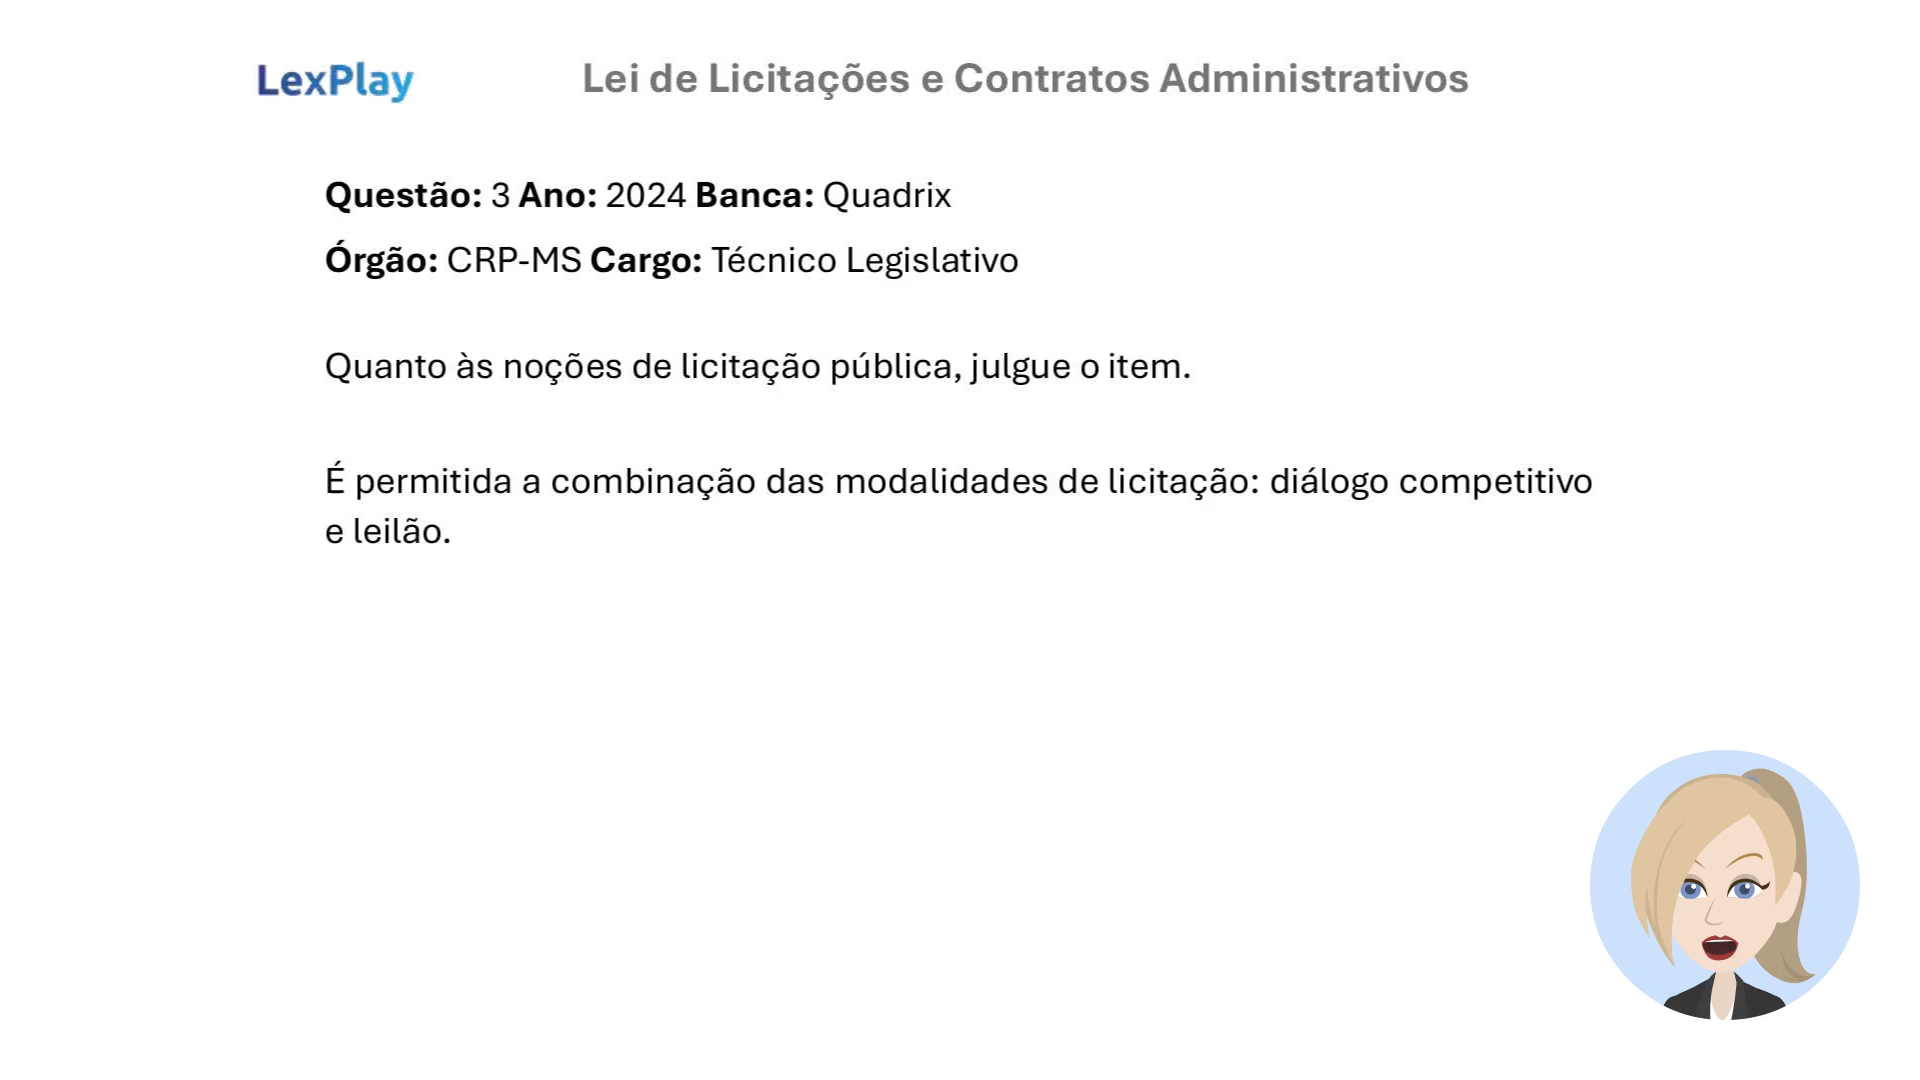 LexPlay
Lei de Licitações e Contratos Administrativos
Questão: 3 Ano: 2024 Banca: Quadrix
Órgão: CRP-MS Cargo: Técnico Legislativo
Quanto às noções de licitação pública, julgue o item.
É permitida a combinação das modalidades de licitação: diálogo competitivo
e leilão.